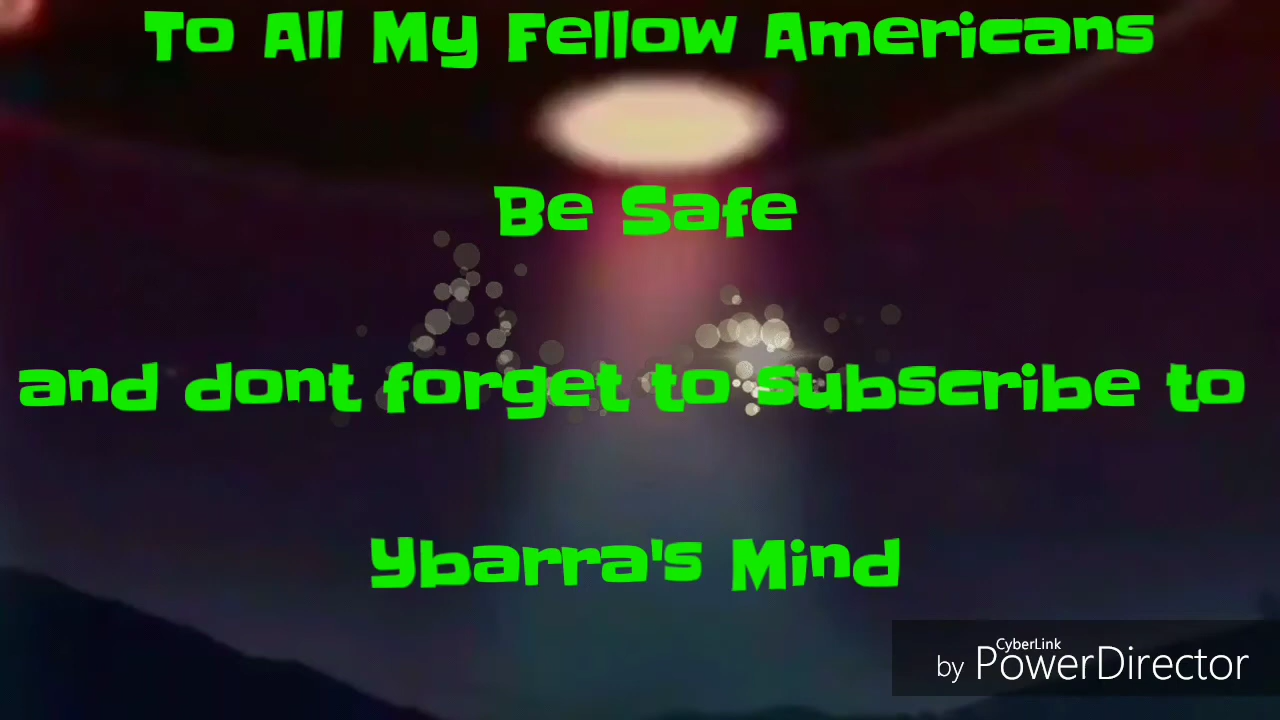 To All My Fellow Americans
Be Safe
and dont forget to subscribe to
Ybarra's Mind
CyberLink
by PowerDirector